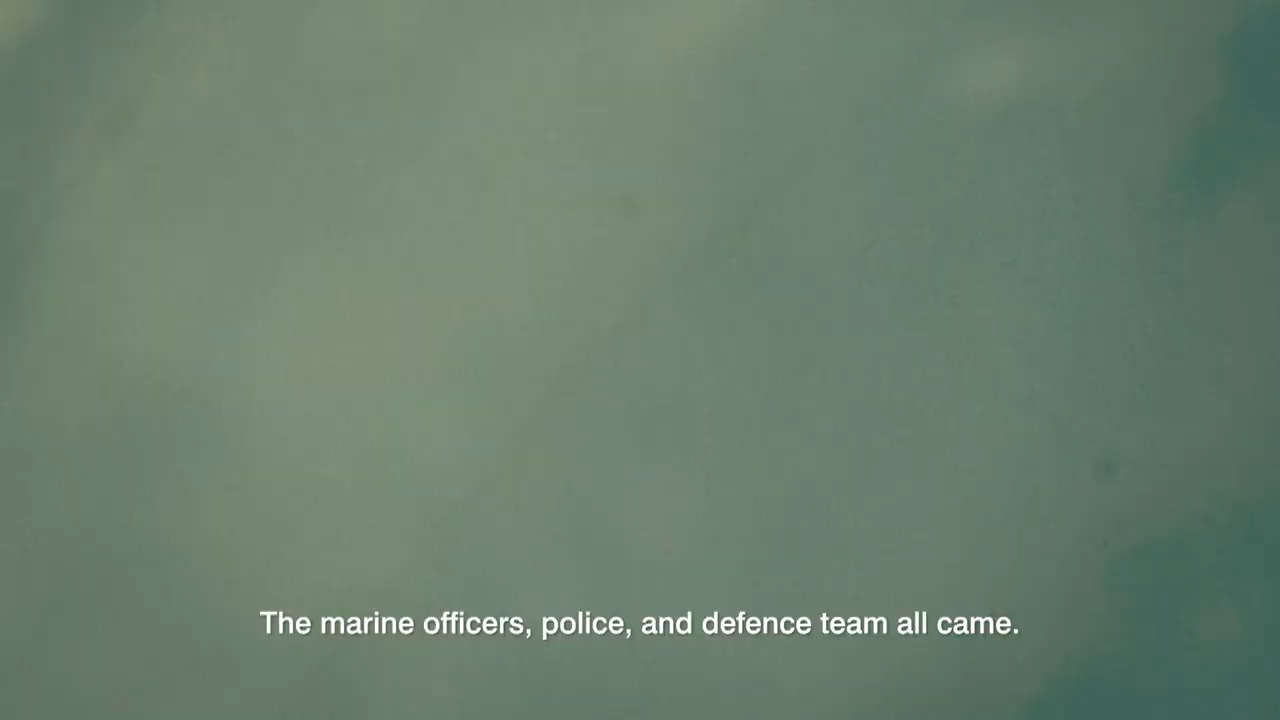 The marine officers, police, and defence team all came.